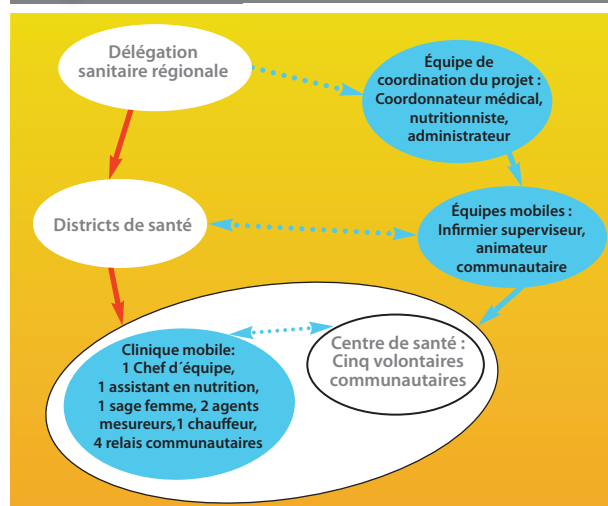 Délégation
sanitaire régionale
Équipe de
coordination du projet :
Coordonnateur médical,
nutritionniste,
administrateur
Districts de santé
Équipes mobiles :
Infirmier superviseur,
animateur
communautaire
Clinique mobile:
1 Chef d´équipe,
1 assistant en nutrition,
1 sage femme, 2 agents
mesureurs,1 chauffeur,
4 relais communautaires
Centre de santé :
Cinq volontaires
communautaires